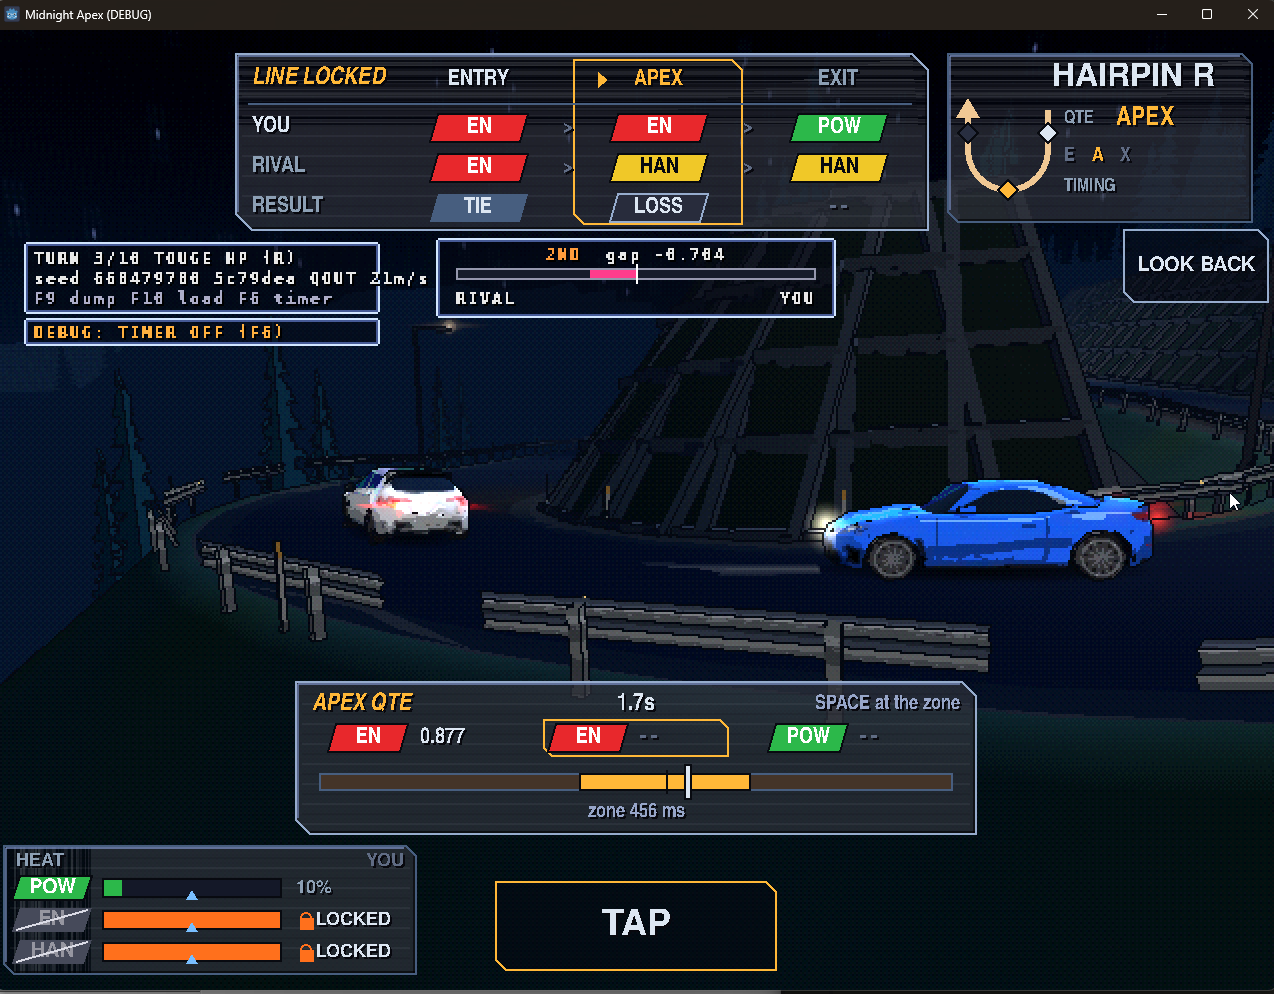 Midnight Apex (DEBUG)
LINE LOCKED ENTRY APEX EXIT
YOU EN > EN > POW
RIVAL EN > HAN > HAN
RESULT TIE LOSS --
HAIRPIN R
QTE APEX
E A X
TIMING
LOOK BACK
TURN 3/10 TOUGE HP (R)
seed 668479780 5c79dea QOUT 21m/s
F9 dump F10 load F6 timer
DEBUG: TIMER OFF (F6)
2ND gap -0.704
RIVAL YOU
APEX QTE 1.7s SPACE at the zone
EN 0.877 EN -- POW --
zone 456 ms
HEAT YOU
POW 10%
EN LOCKED
HAN LOCKED
TAP